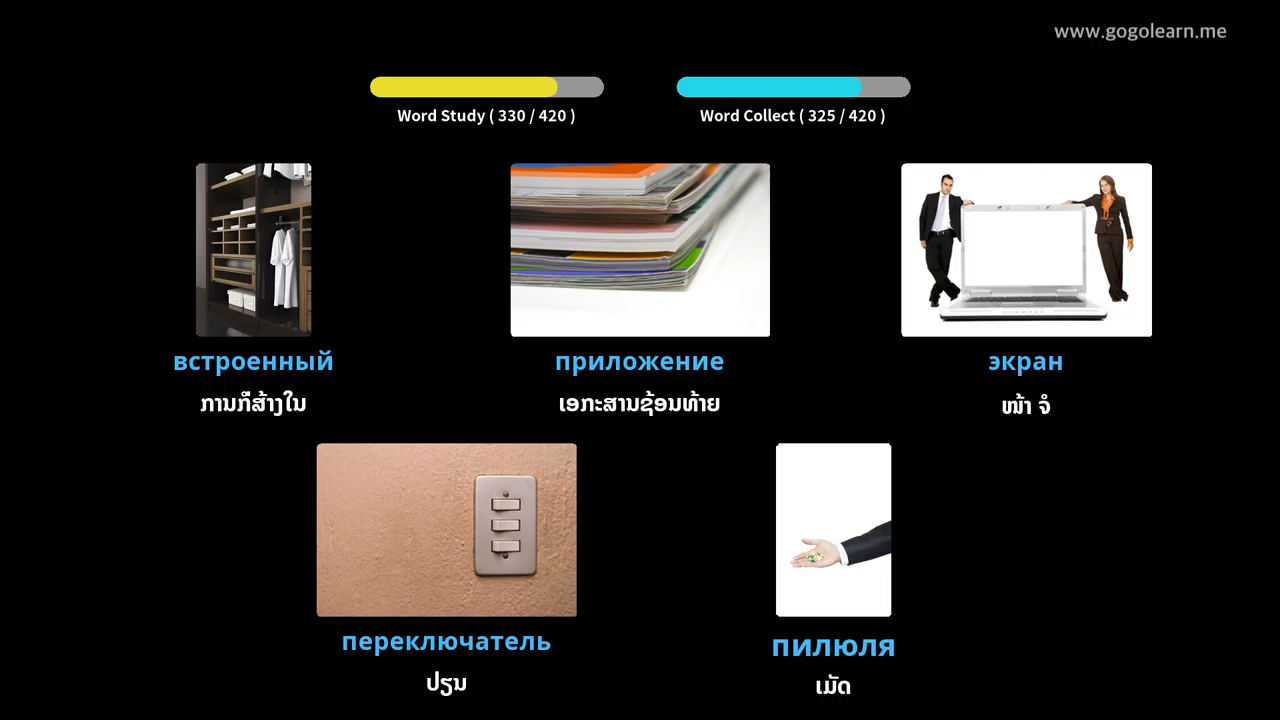 www.gogolearn.me
Word Study ( 330 / 420 )
Word Collect ( 325 / 420 )
встроенный
ການກໍ່ສ້າງໃນ
приложение
ເອກະສານຊ້ອນທ້າຍ
экран
ໜ້າ ຈໍ
переключатель
ປຽນ
пилюля
ເມັດ